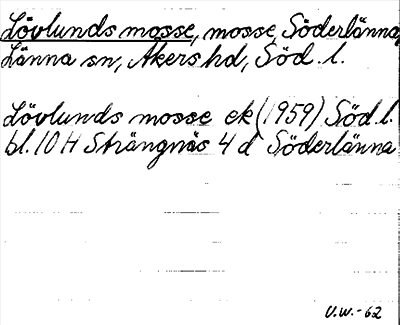 Lövlunds mosse, mosse, Söderlänna,
Länna sn, Åkers hd, Söd. l.
Lövlunds mosse ek (1959) Söd. l.
bl. 10 H Strängnäs 4 d Söderlänna
U.W.-62